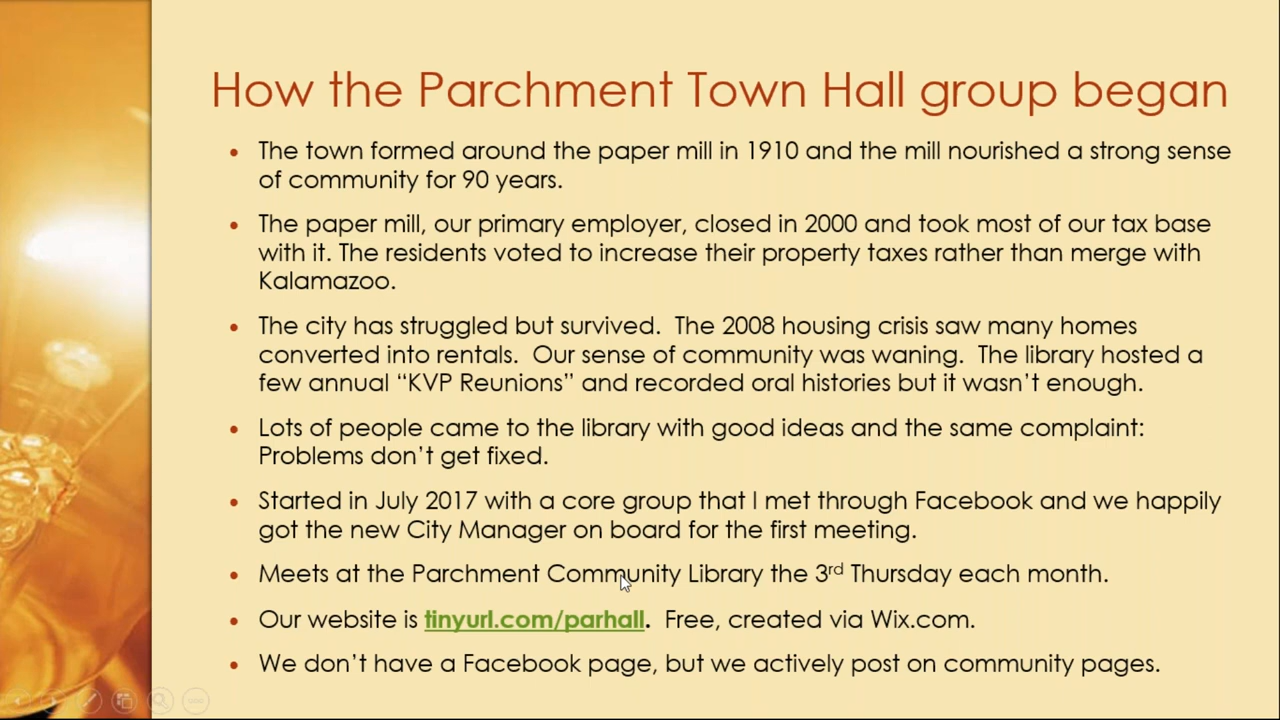 How the Parchment Town Hall group began
• The town formed around the paper mill in 1910 and the mill nourished a strong sense
of community for 90 years.
• The paper mill, our primary employer, closed in 2000 and took most of our tax base
with it. The residents voted to increase their property taxes rather than merge with
Kalamazoo.
• The city has struggled but survived.  The 2008 housing crisis saw many homes
converted into rentals.  Our sense of community was waning.  The library hosted a
few annual “KVP Reunions” and recorded oral histories but it wasn’t enough.
• Lots of people came to the library with good ideas and the same complaint:
Problems don’t get fixed.
• Started in July 2017 with a core group that I met through Facebook and we happily
got the new City Manager on board for the first meeting.
• Meets at the Parchment Community Library the 3rd Thursday each month.
• Our website is tinyurl.com/parhall.  Free, created via Wix.com.
• We don’t have a Facebook page, but we actively post on community pages.